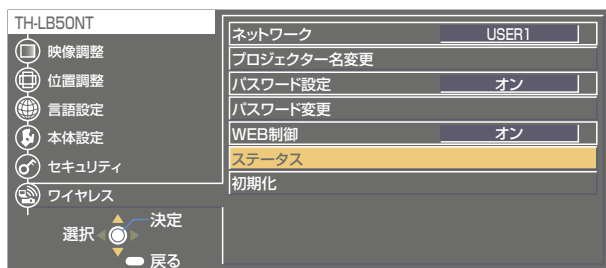 TH-LB50NT
映像調整
位置調整
言語設定
本体設定
セキュリティ
ワイヤレス
選択
決定
戻る
ネットワーク USER1
プロジェクター名変更
パスワード設定 オン
パスワード変更
WEB制御 オン
ステータス
初期化